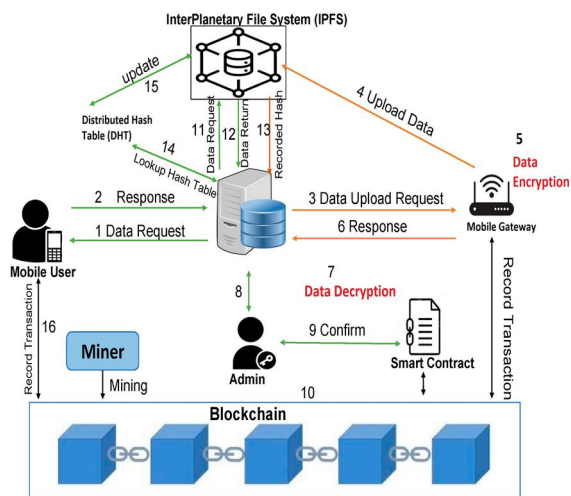 InterPlanetary File System (IPFS)
update
15
Distributed Hash
Table (DHT)
14
Lookup Hash Table
11
Data Request
12
Data Return
13
Recorded Hash
4 Upload Data
5
Data
Encryption
2 Response
1 Data Request
3 Data Upload Request
6 Response
Mobile Gateway
Mobile User
7
Data Decryption
8
9 Confirm
Admin
Smart Contract
Record Transaction
16
Record Transaction
Miner
Mining
10
Blockchain